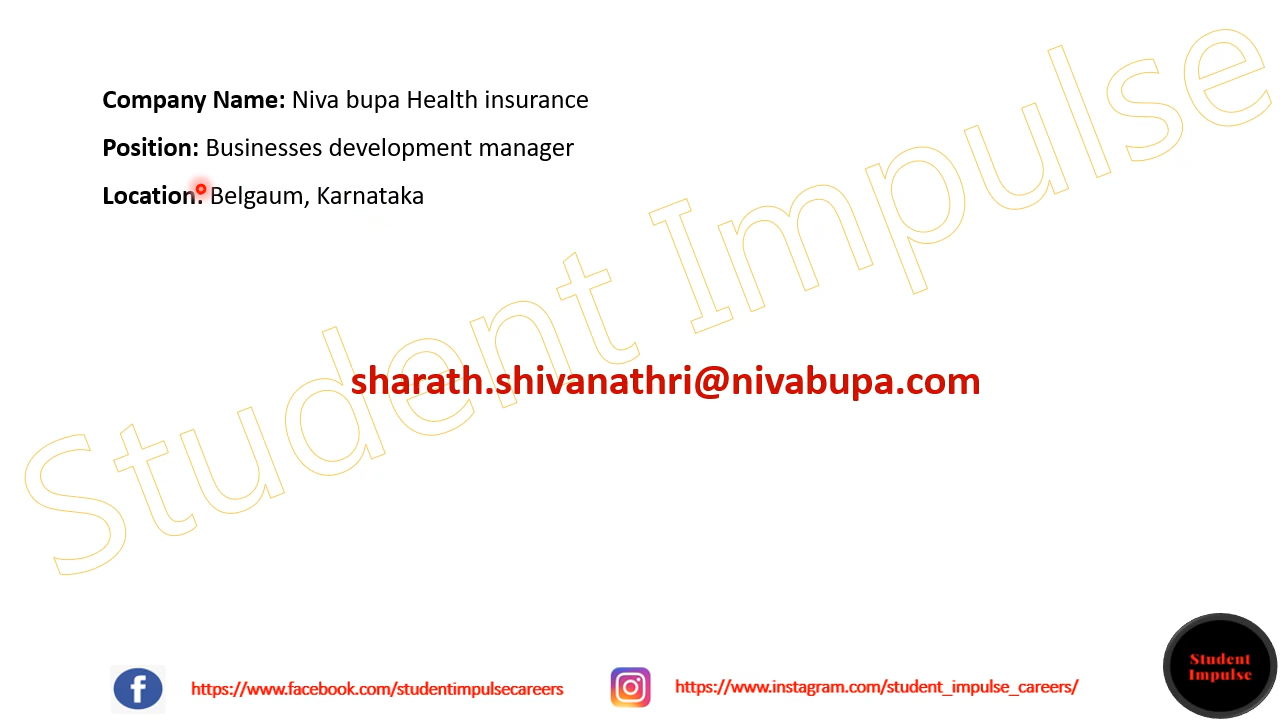 Company Name: Niva bupa Health insurance
Position: Businesses development manager
Location: Belgaum, Karnataka
Student Impulse
sharath.shivanathri@nivabupa.com
https://www.facebook.com/studentimpulsecareers
https://www.instagram.com/student_impulse_careers/
Student
Impulse